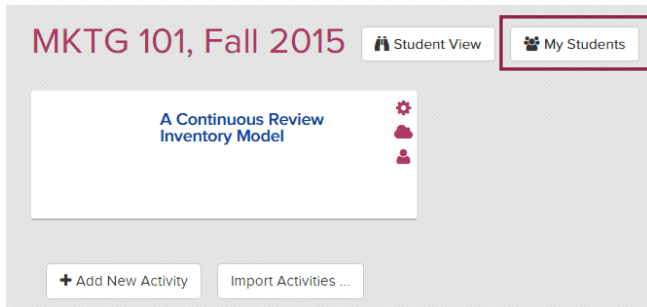 MKTG 101, Fall 2015 Student View My Students
A Continuous Review
Inventory Model
+ Add New Activity Import Activities ...